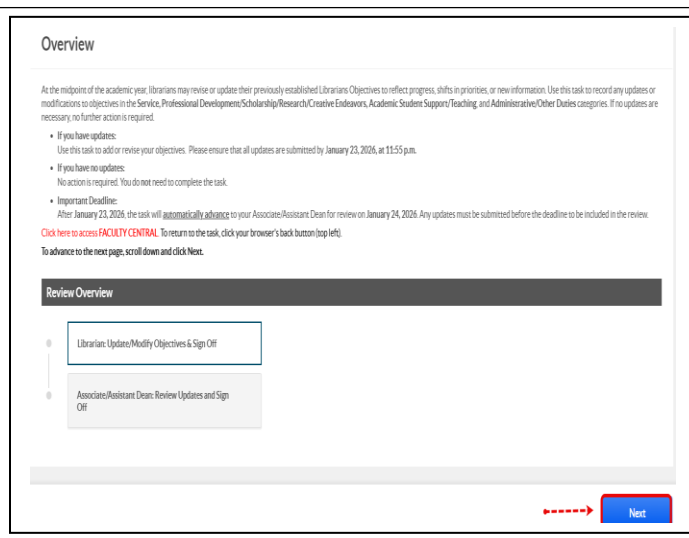 Overview
At the midpoint of the academic year, librarians may revise or update their previously established Librarians Objectives to reflect progress, shifts in priorities, or new information. Use this task to record any updates or
modifications to objectives in the Service, Professional Development/Scholarship/Research/Creative Endeavors, Academic Student Support/Teaching, and Administrative/Other Duties categories. If no updates are
necessary, no further action is required.
• If you have updates:
Use this task to add or revise your objectives. Please ensure that all updates are submitted by January 23, 2026, at 11:55 p.m.
• If you have no updates:
No action is required. You do not need to complete the task.
• Important Deadline:
After January 23, 2026, the task will automatically advance to your Associate/Assistant Dean for review on January 24, 2026. Any updates must be submitted before the deadline to be included in the review.
Click here to access FACULTY CENTRAL. To return to the task, click your browser's back button (top left).
To advance to the next page, scroll down and click Next.
Review Overview
Librarian: Update/Modify Objectives & Sign Off
Associate/Assistant Dean: Review Updates and Sign
Off
Next